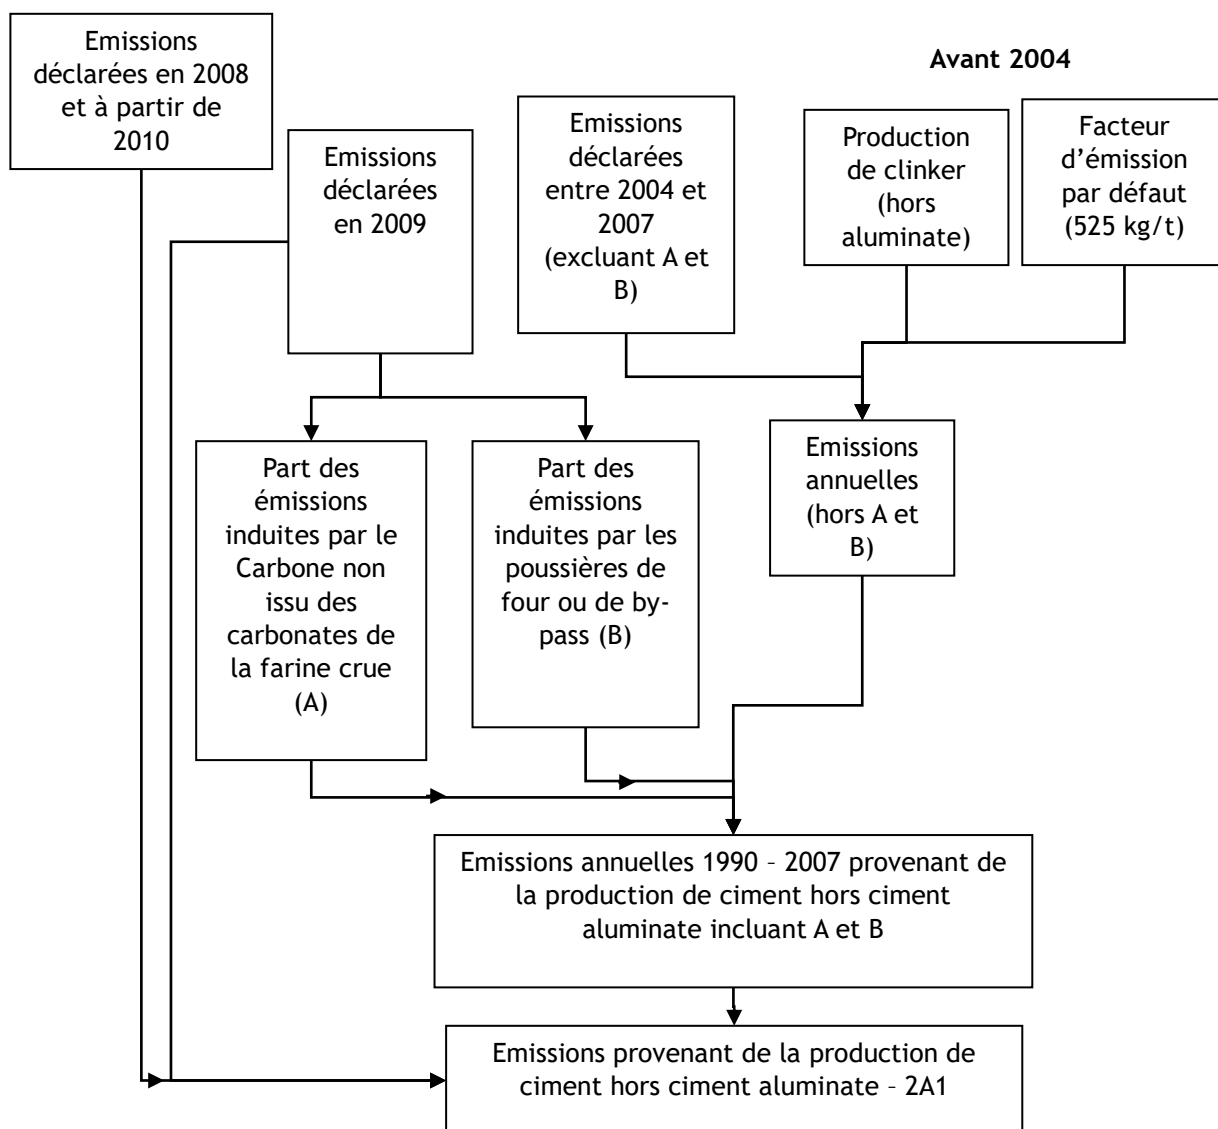 Emissions
déclarées en 2008
et à partir de
2010
Emissions
déclarées
en 2009
Emissions
déclarées
entre 2004 et
2007
(excluant A et
B)
Avant 2004
Production
de clinker
(hors
aluminate)
Facteur
d’émission
par défaut
(525 kg/t)
Part des
émissions
induites par le
Carbone non
issu des
carbonates de
la farine crue
(A)
Part des
émissions
induites par les
poussières de
four ou de by-
pass (B)
Emissions
annuelles
(hors A et
B)
Emissions annuelles 1990 – 2007 provenant de
la production de ciment hors ciment
aluminate incluant A et B
Emissions provenant de la production de
ciment hors ciment aluminate – 2A1